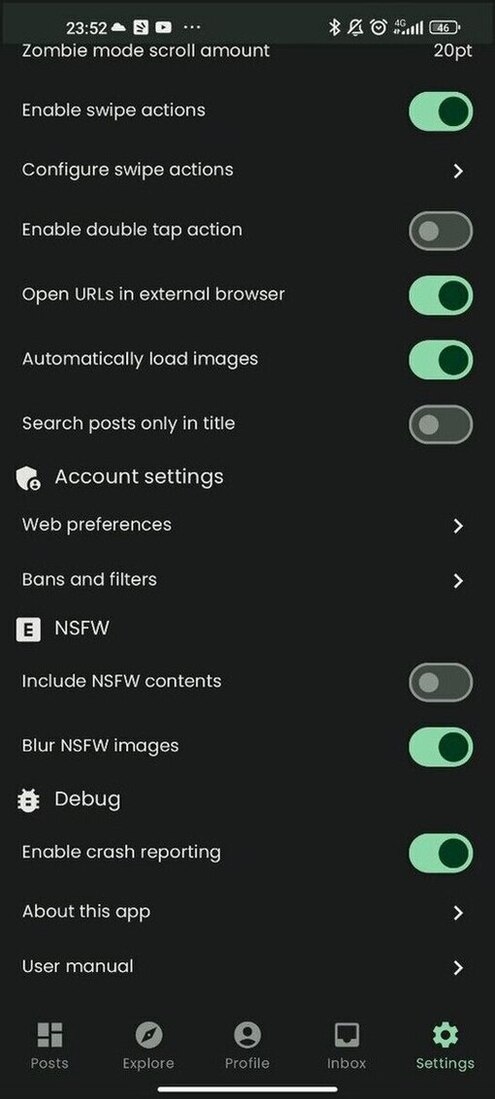 23:52 ... 4G 46
Zombie mode scroll amount 20pt
Enable swipe actions
Configure swipe actions
Enable double tap action
Open URLs in external browser
Automatically load images
Search posts only in title
Account settings
Web preferences
Bans and filters
E NSFW
Include NSFW contents
Blur NSFW images
Debug
Enable crash reporting
About this app
User manual
Posts Explore Profile Inbox Settings